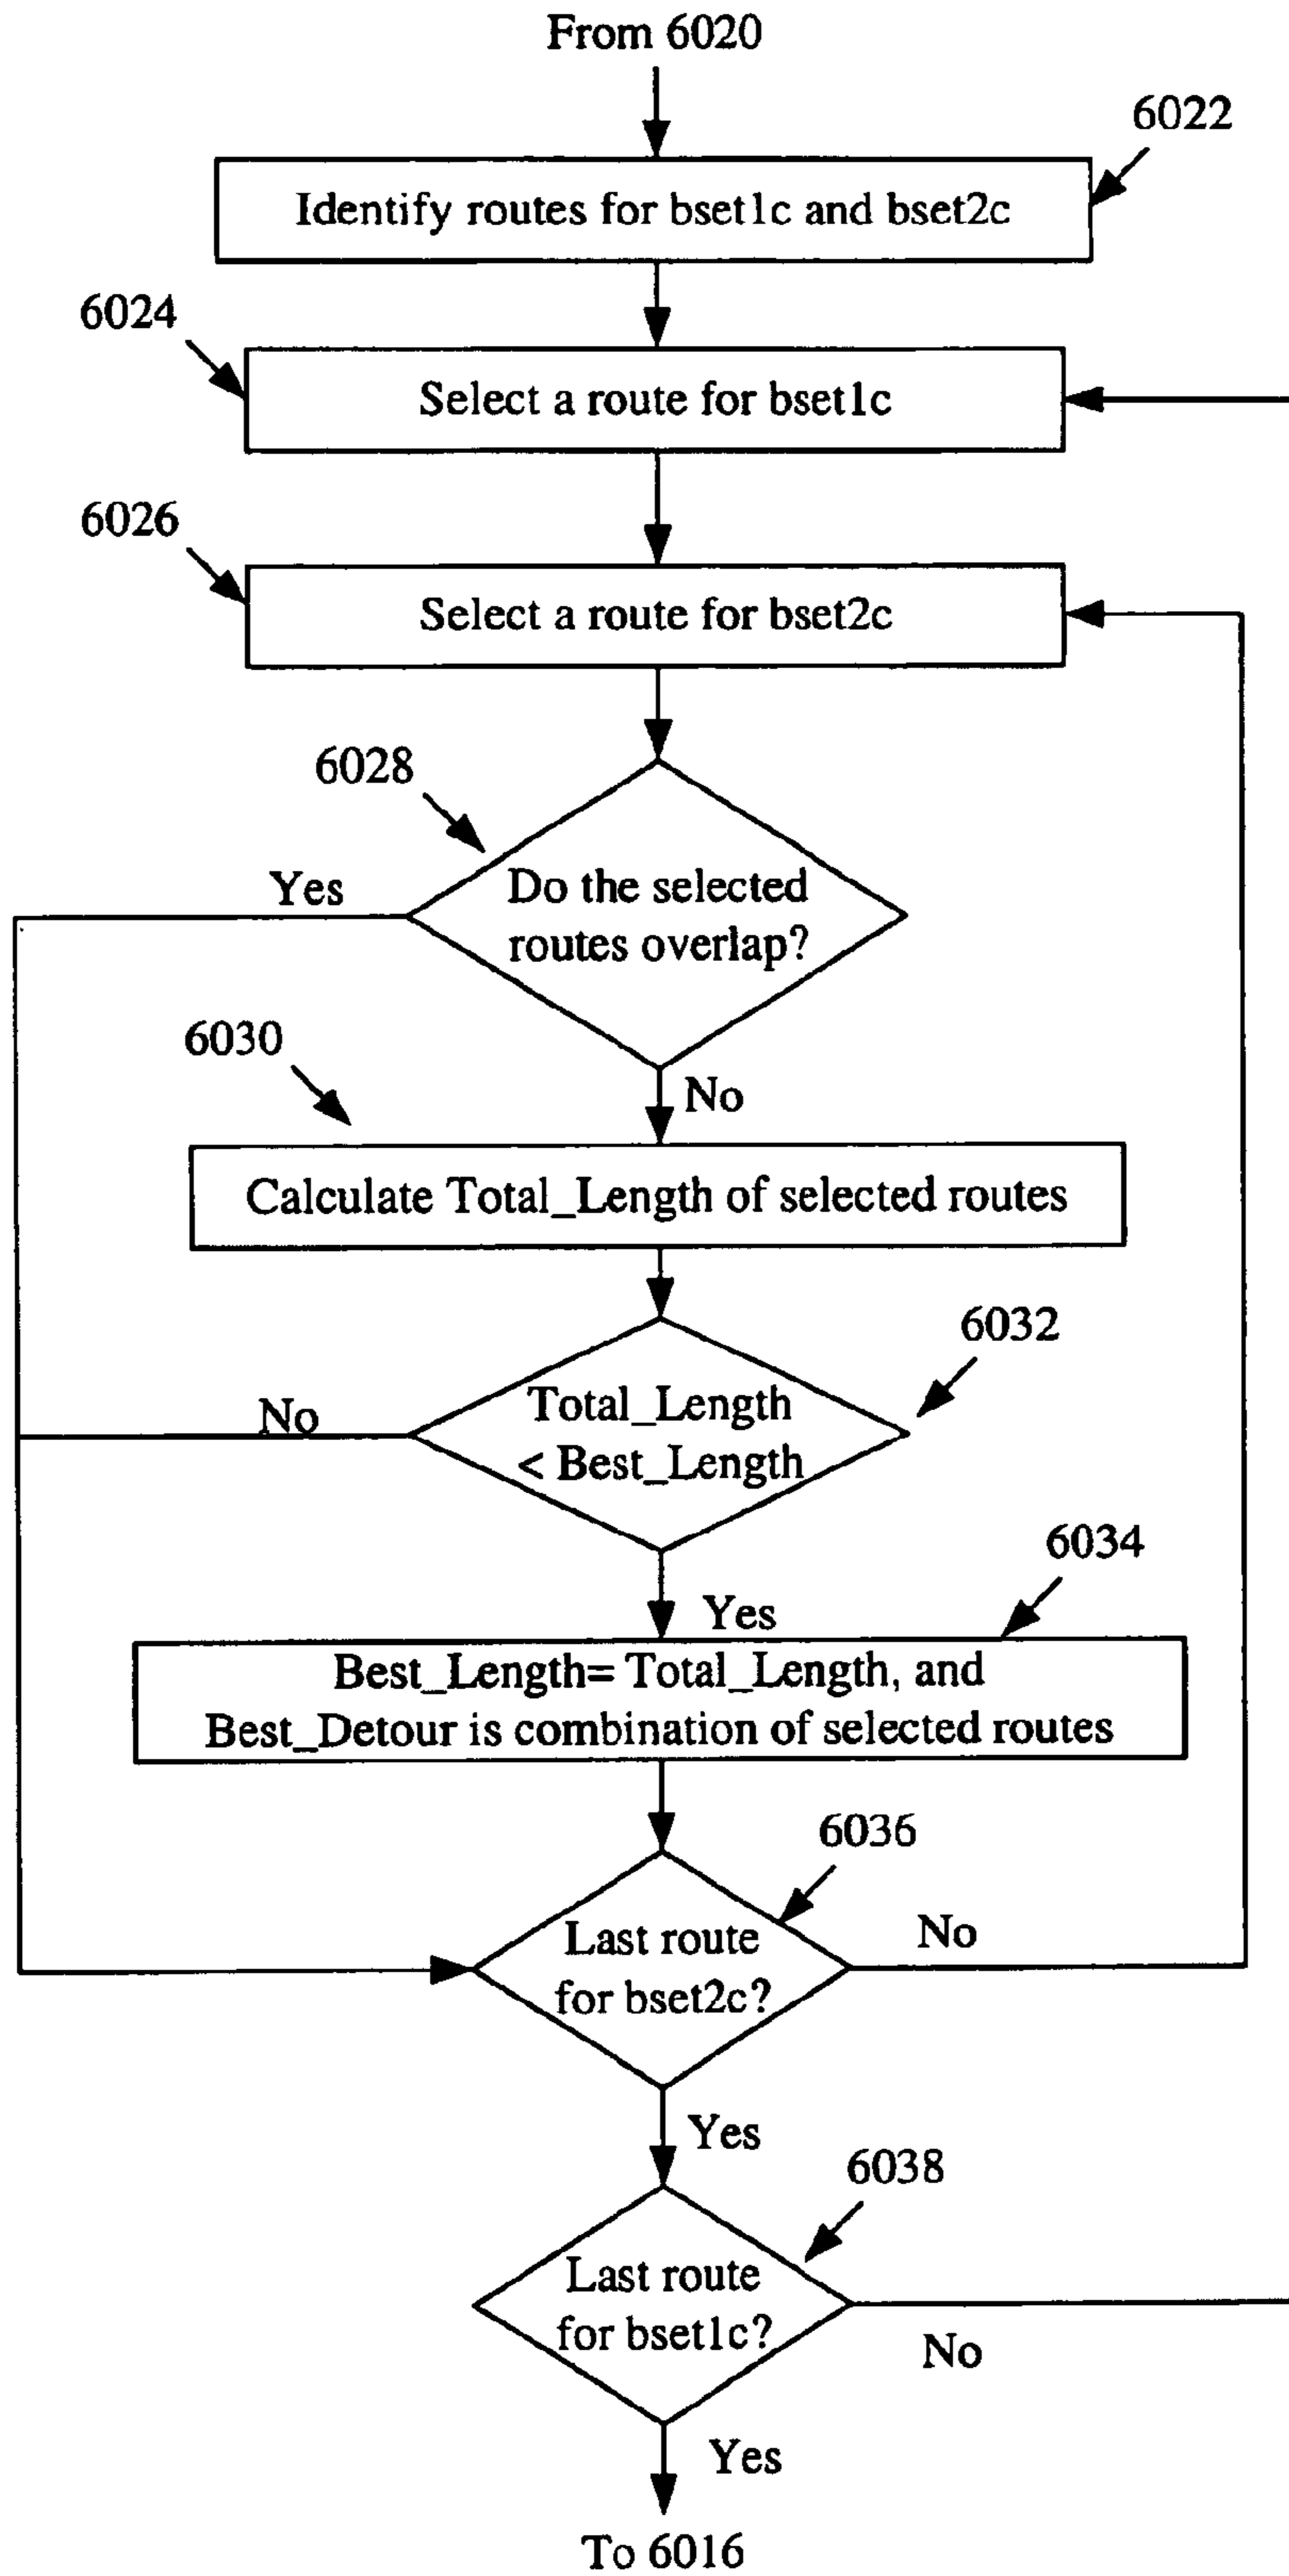 From 6020
6022
Identify routes for bset1c and bset2c
6024
Select a route for bset1c
6026
Select a route for bset2c
6028
Yes
Do the selected
routes overlap?
6030
No
Calculate Total_Length of selected routes
6032
No
Total_Length
< Best_Length
6034
Yes
Best_Length= Total_Length, and
Best_Detour is combination of selected routes
6036
Last route
for bset2c?
No
Yes
6038
Last route
for bset1c?
No
Yes
To 6016